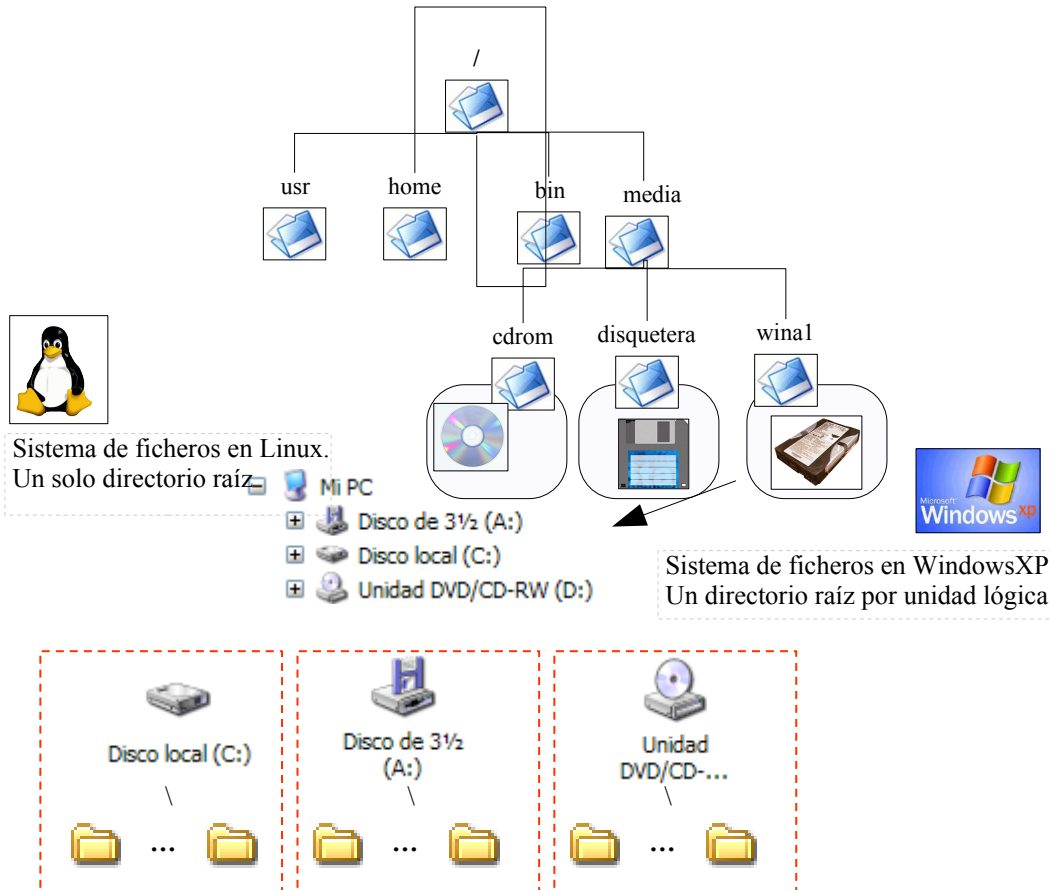 /
usr
home
bin
media
cdrom
disquetera
wina1
Sistema de ficheros en Linux.
Un solo directorio raíz
Mi PC
Disco de 3½ (A:)
Disco local (C:)
Unidad DVD/CD-RW (D:)
Microsoft
Windows xp
Sistema de ficheros en WindowsXP
Un directorio raíz por unidad lógica
Disco local (C:)
\
...
Disco de 3½
(A:)
\
...
Unidad
DVD/CD-...
\
...